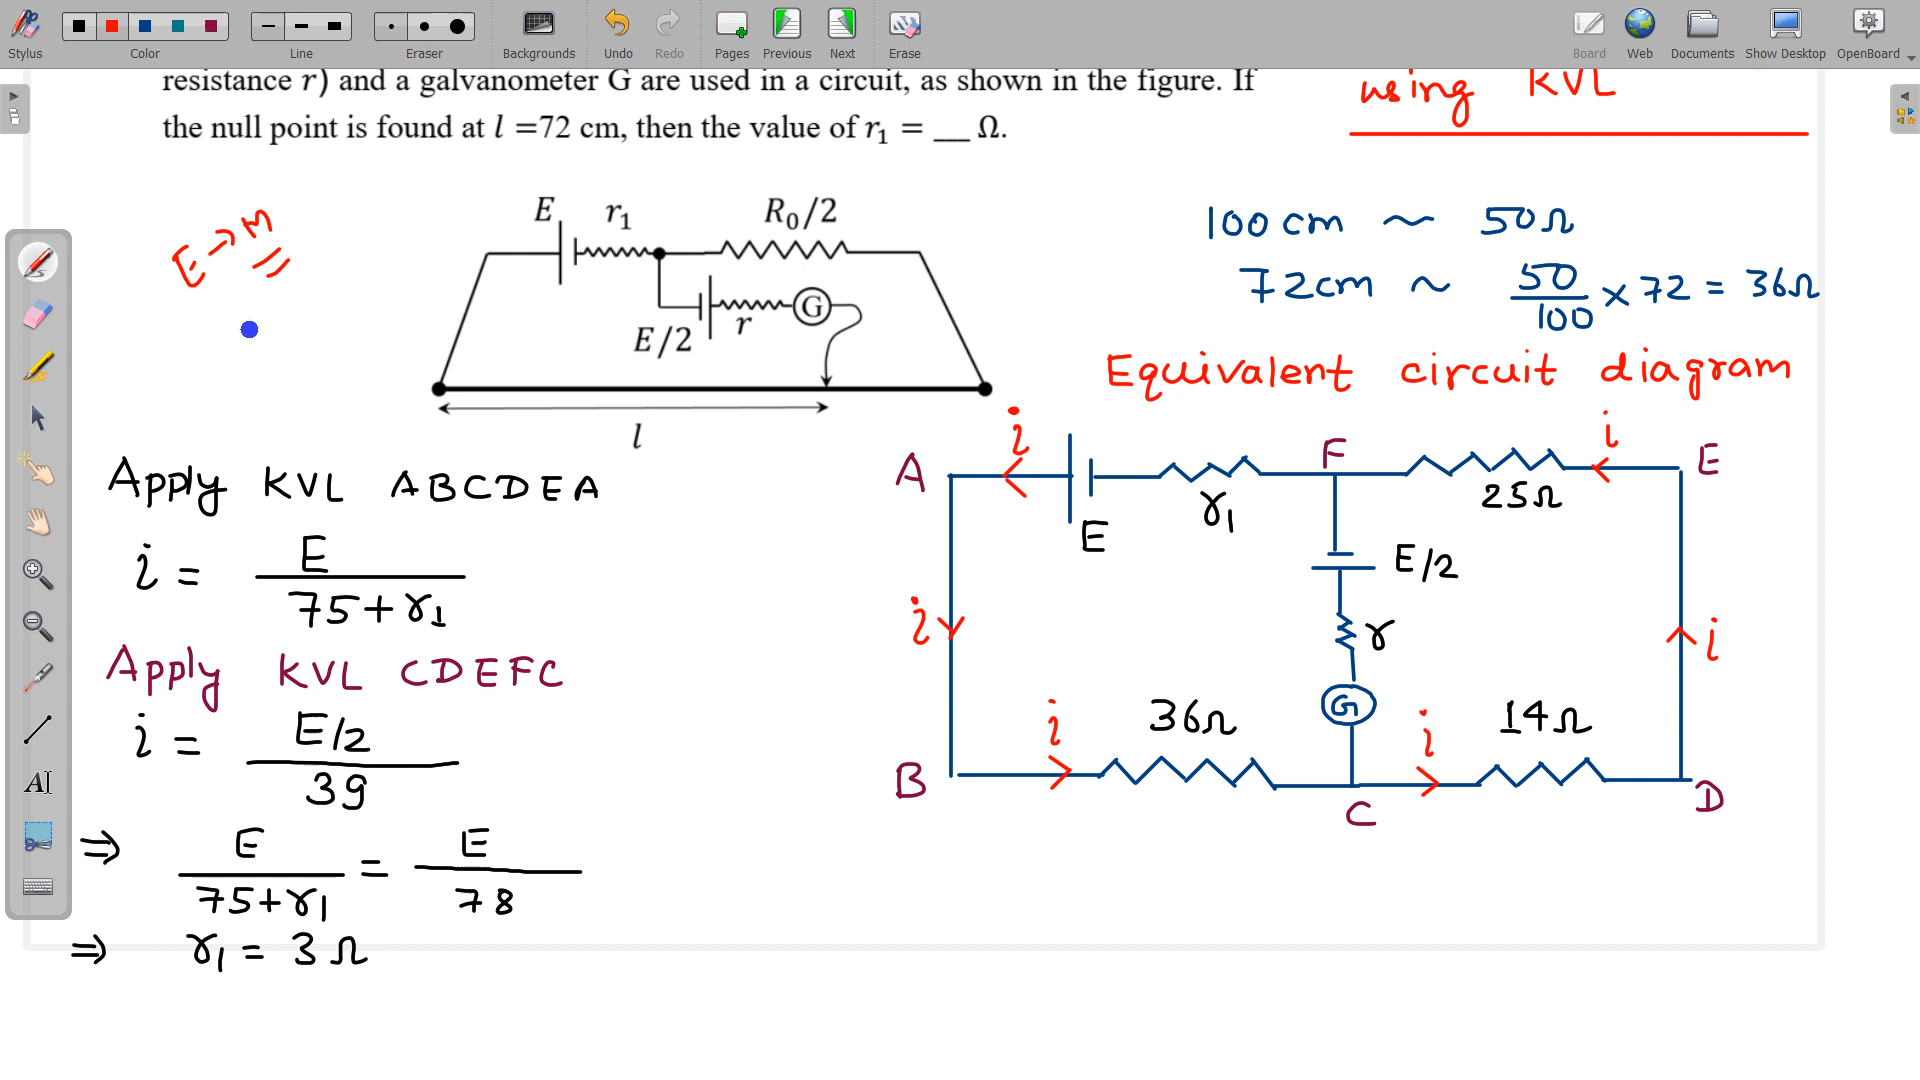 Stylus Color Line Eraser Backgrounds Undo Redo Pages Previous Next Erase Board Web Documents Show Desktop OpenBoard
resistance r) and a galvanometer G are used in a circuit, as shown in the figure. If
the null point is found at l =72 cm, then the value of r₁ = ___ Ω.
using KVL
E → M
E r₁ R₀/2
G
E/2 r
l
100 cm ~ 50Ω
72cm ~ 50/100 × 72 = 36Ω
Equivalent circuit diagram
A i E r₁ F 25Ω i E
E/2
i r i
G
36Ω 14Ω
B i C i D
Apply KVL ABCDEA
i = E/(75+r₁)
Apply KVL CDEFC
i = (E/2)/39
⇒ E/(75+r₁) = E/78
⇒ r₁ = 3Ω
AI